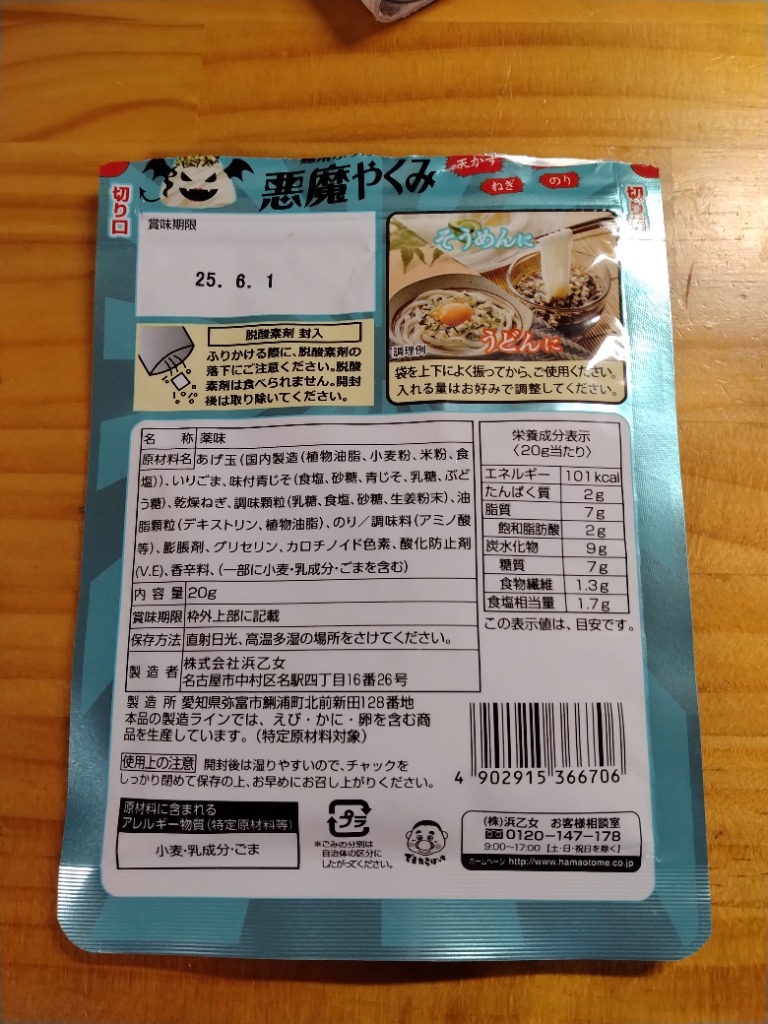 悪魔やくみ
天かす
ねぎ
のり
切り口
切り
賞味期限
25.6.1
そうめんに
うどんに
調理例
脱酸素剤 封入
ふりかける際に、脱酸素剤の
落下にご注意ください。脱酸
素剤は食べられません。開封
後は取り除いてください。
袋を上下によく振ってから、ご使用ください。
入れる量はお好みで調整してください。
名 称 薬味
原材料名 あげ玉(国内製造(植物油脂、小麦粉、米粉、食
塩))、いりごま、味付青じそ(食塩、砂糖、青じそ、乳糖、ぶど
う糖)、乾燥ねぎ、調味顆粒(乳糖、食塩、砂糖、生姜粉末)、油
脂顆粒(デキストリン、植物油脂)、のり/調味料(アミノ酸
等)、膨脹剤、グリセリン、カロチノイド色素、酸化防止剤
(V.E)、香辛料、(一部に小麦・乳成分・ごまを含む)
内 容 量 20g
賞味期限 枠外上部に記載
保存方法 直射日光、高温多湿の場所をさけてください。
製 造 者 株式会社浜乙女
名古屋市中村区名駅四丁目16番26号
栄養成分表示
〈20g当たり〉
エネルギー 101kcal
たんぱく質 2g
脂質 7g
飽和脂肪酸 2g
炭水化物 9g
糖質 7g
食物繊維 1.3g
食塩相当量 1.7g
この表示値は、目安です。
製 造 所 愛知県弥富市鯏浦町北前新田128番地
本品の製造ラインでは、えび・かに・卵を含む商
品を生産しています。(特定原材料対象)
使用上の注意 開封後は湿りやすいので、チャックを
しっかり閉めて保存の上、お早めにお召し上がりください。
4 902915 366706
原材料に含まれる
アレルギー物質(特定原材料等)
小麦・乳成分・ごま
プラ
※ごみの分別は
自治体の区分に
したがってください。
(株)浜乙女 お客様相談室
0120-147-178
9:00~17:00 [土・日・祝日を除く]
ホームページ http://www.hamaotome.co.jp